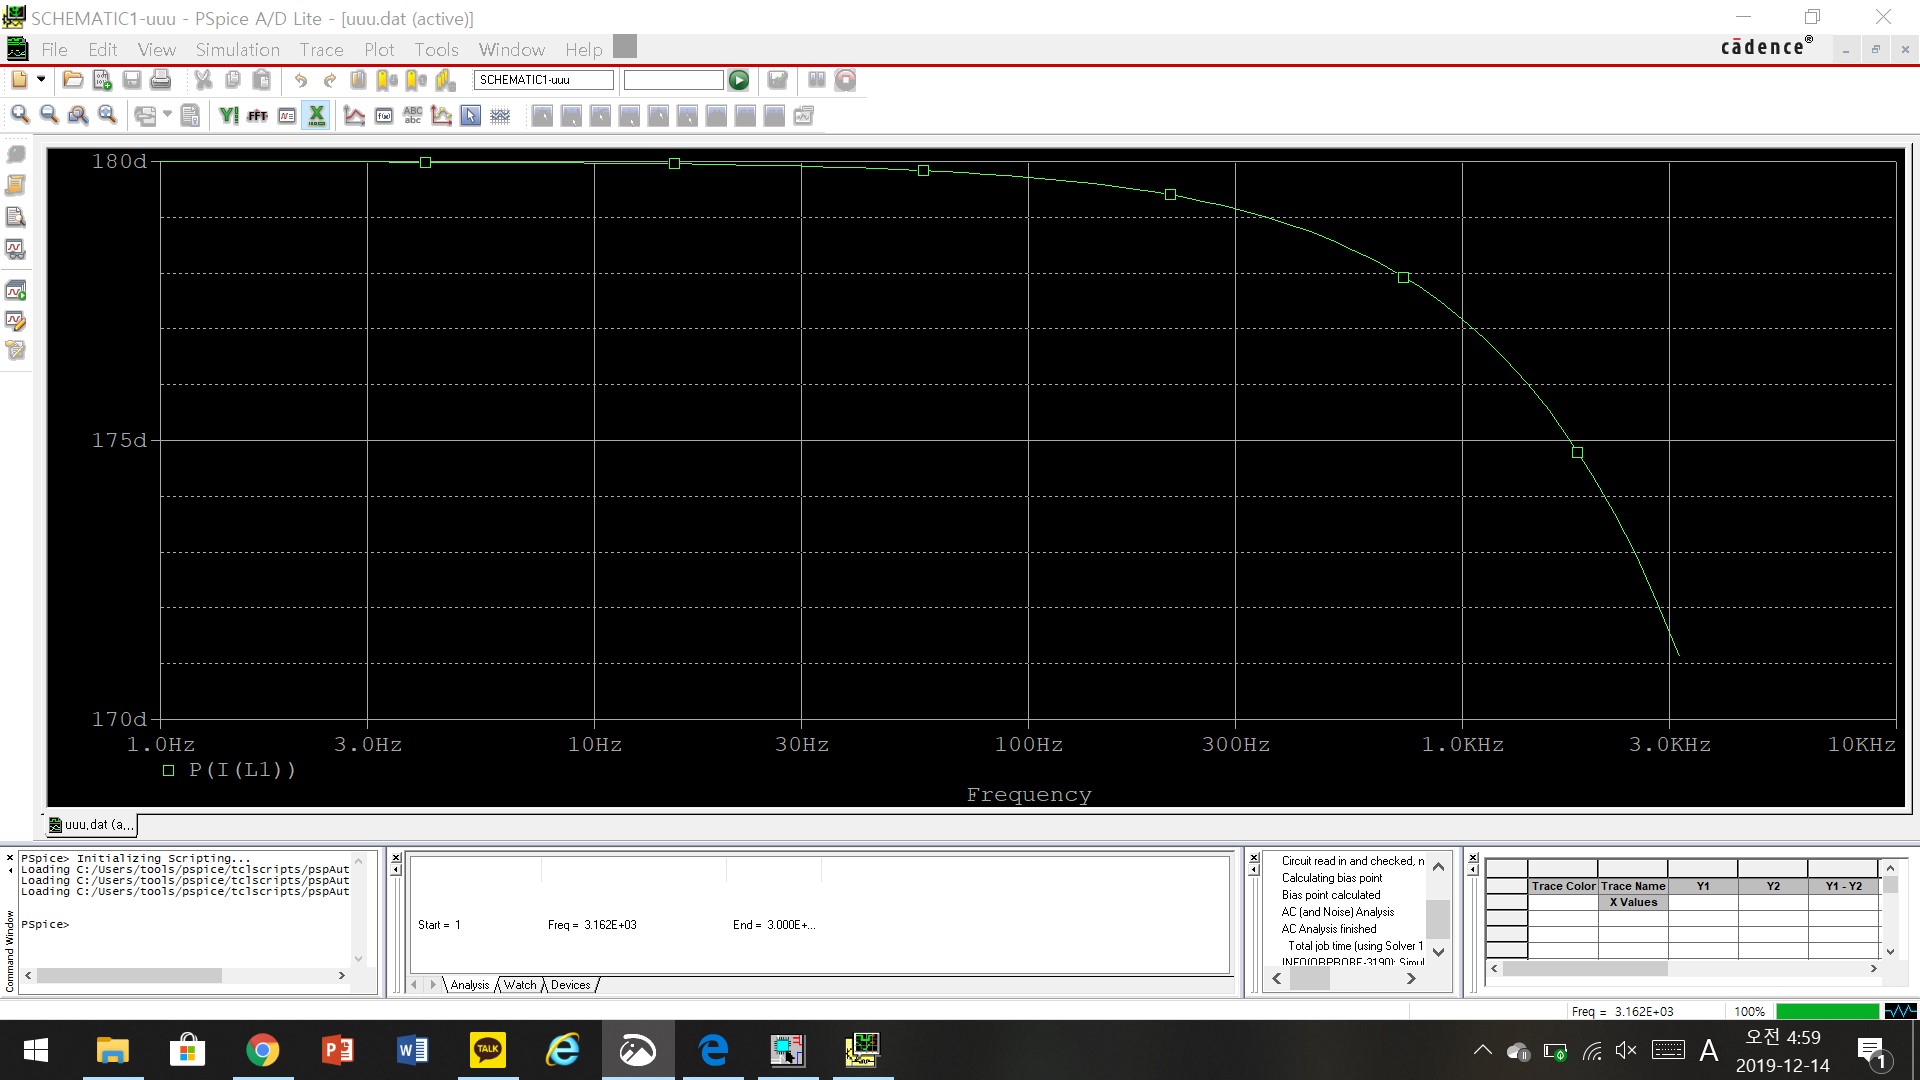 SCHEMATIC1-uuu - PSpice A/D Lite - [uuu.dat (active)]
File Edit View Simulation Trace Plot Tools Window Help
cādence®
SCHEMATIC1-uuu
180d
175d
170d
1.0Hz 3.0Hz 10Hz 30Hz 100Hz 300Hz 1.0KHz 3.0KHz 10KHz
P(I(L1))
Frequency
uuu.dat (a...
Command Window
PSpice> Initializing Scripting...
Loading C:/Users/tools/pspice/tclscripts/pspAut
Loading C:/Users/tools/pspice/tclscripts/pspAut
Loading C:/Users/tools/pspice/tclscripts/pspAut
PSpice>
Start = 1 Freq = 3.162E+03 End = 3.000E+...
Analysis Watch Devices
Circuit read in and checked, n
Calculating bias point
Bias point calculated
AC (and Noise) Analysis
AC Analysis finished
Total job time (using Solver 1
INFO(ORPROBE-3190): Simul
Trace Color Trace Name Y1 Y2 Y1 - Y2
X Values
Freq = 3.162E+03 100%
TALK
A
오전 4:59
2019-12-14
1